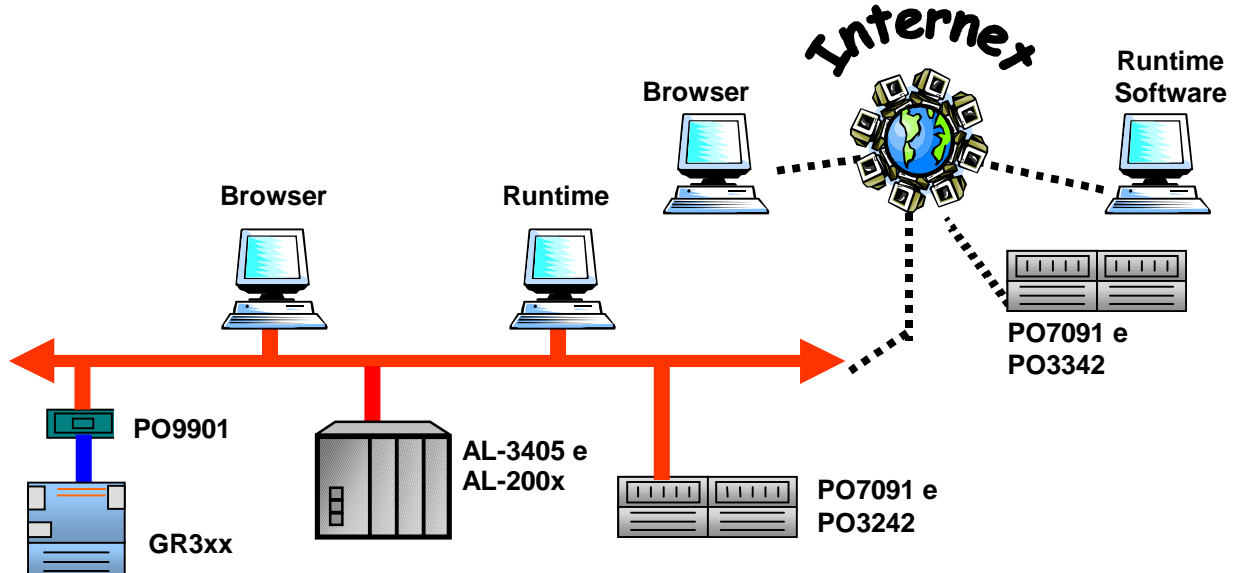 Internet
Browser
Runtime
Software
Browser
Runtime
PO7091 e
PO3342
PO9901
AL-3405 e
AL-200x
PO7091 e
PO3242
GR3xx